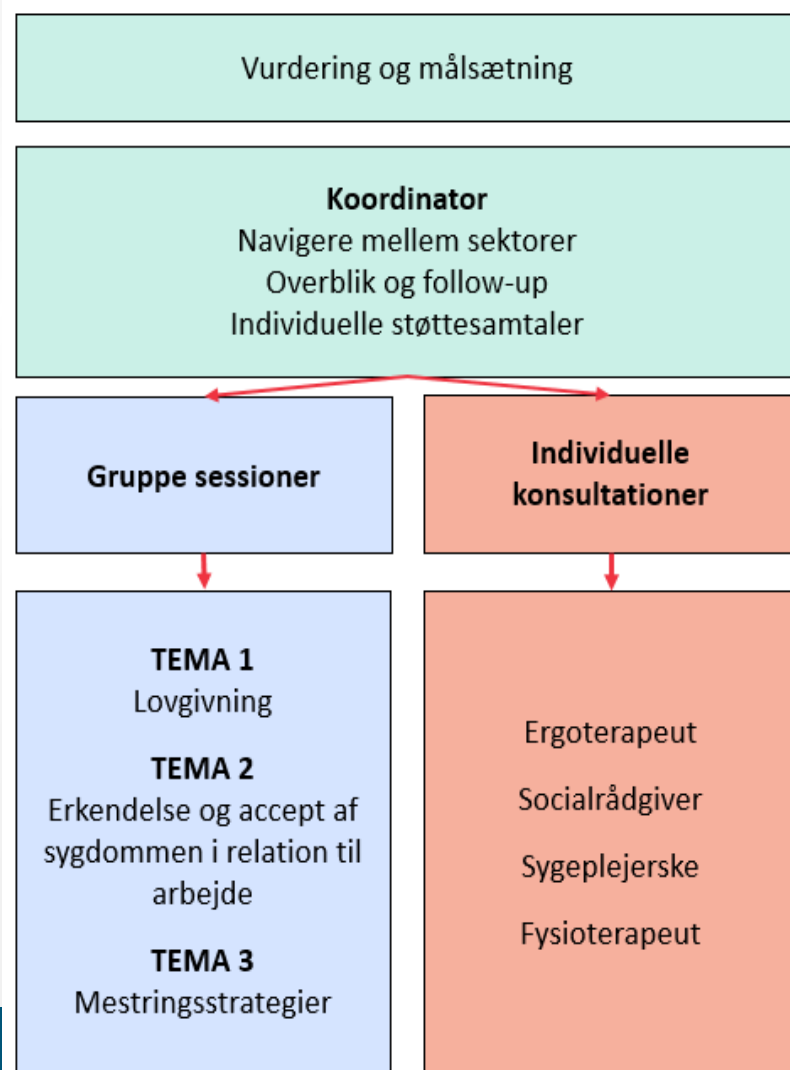 Vurdering og målsætning
Koordinator
Navigere mellem sektorer
Overblik og follow-up
Individuelle støttesamtaler
Gruppe sessioner
Individuelle
konsultationer
TEMA 1
Lovgivning
TEMA 2
Erkendelse og accept af
sygdommen i relation til
arbejde
TEMA 3
Mestringsstrategier
Ergoterapeut
Socialrådgiver
Sygeplejerske
Fysioterapeut